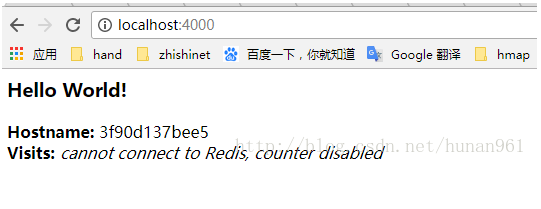 localhost:4000
应用 hand zhishinet 百度一下，你就知道 Google 翻译 hmap
Hello World!
Hostname: 3f90d137bee5
Visits: cannot connect to Redis, counter disabled
http://blog.csdn.net/hunan961